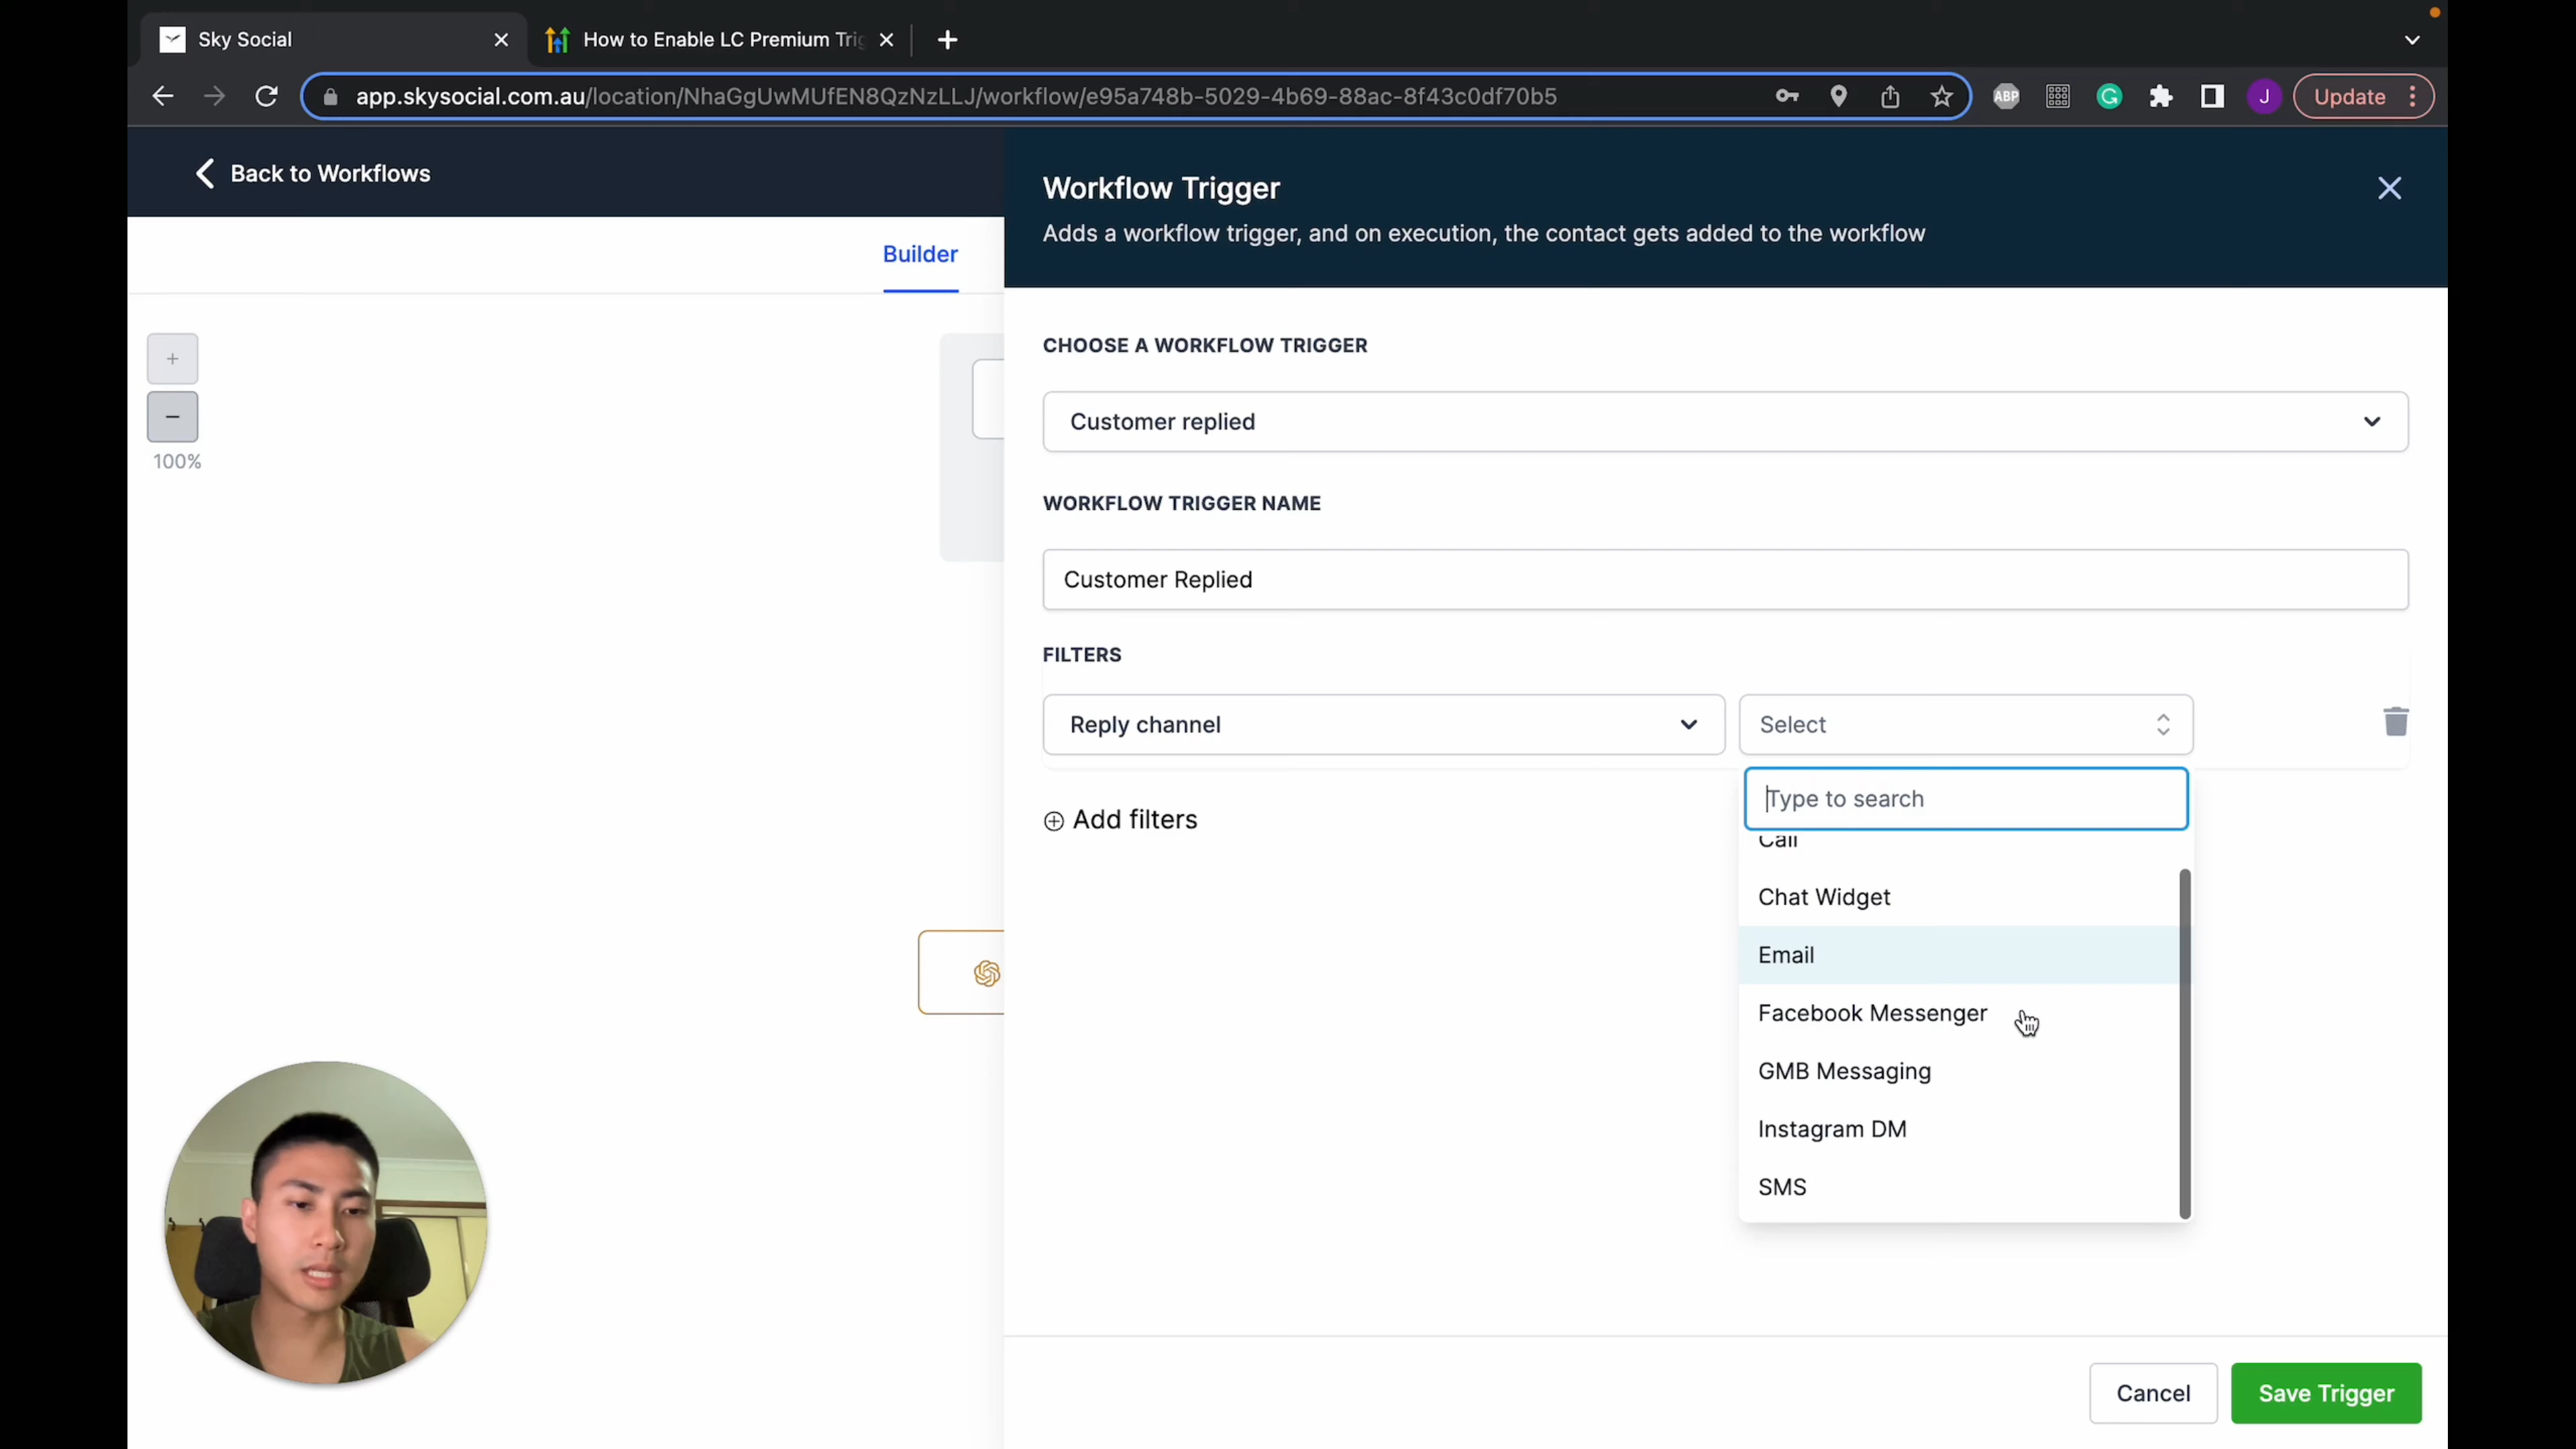 Sky Social
How to Enable LC Premium Trig
app.skysocial.com.au/location/NhaGgUwMUfEN8QzNzLLJ/workflow/e95a748b-5029-4b69-88ac-8f43c0df70b5
ABP
G
J
Update
Back to Workflows
Workflow Trigger
Adds a workflow trigger, and on execution, the contact gets added to the workflow
Builder
CHOOSE A WORKFLOW TRIGGER
Customer replied
100%
WORKFLOW TRIGGER NAME
Customer Replied
FILTERS
Reply channel
Select
Type to search
Add filters
Call
Chat Widget
Email
Facebook Messenger
GMB Messaging
Instagram DM
SMS
Cancel
Save Trigger